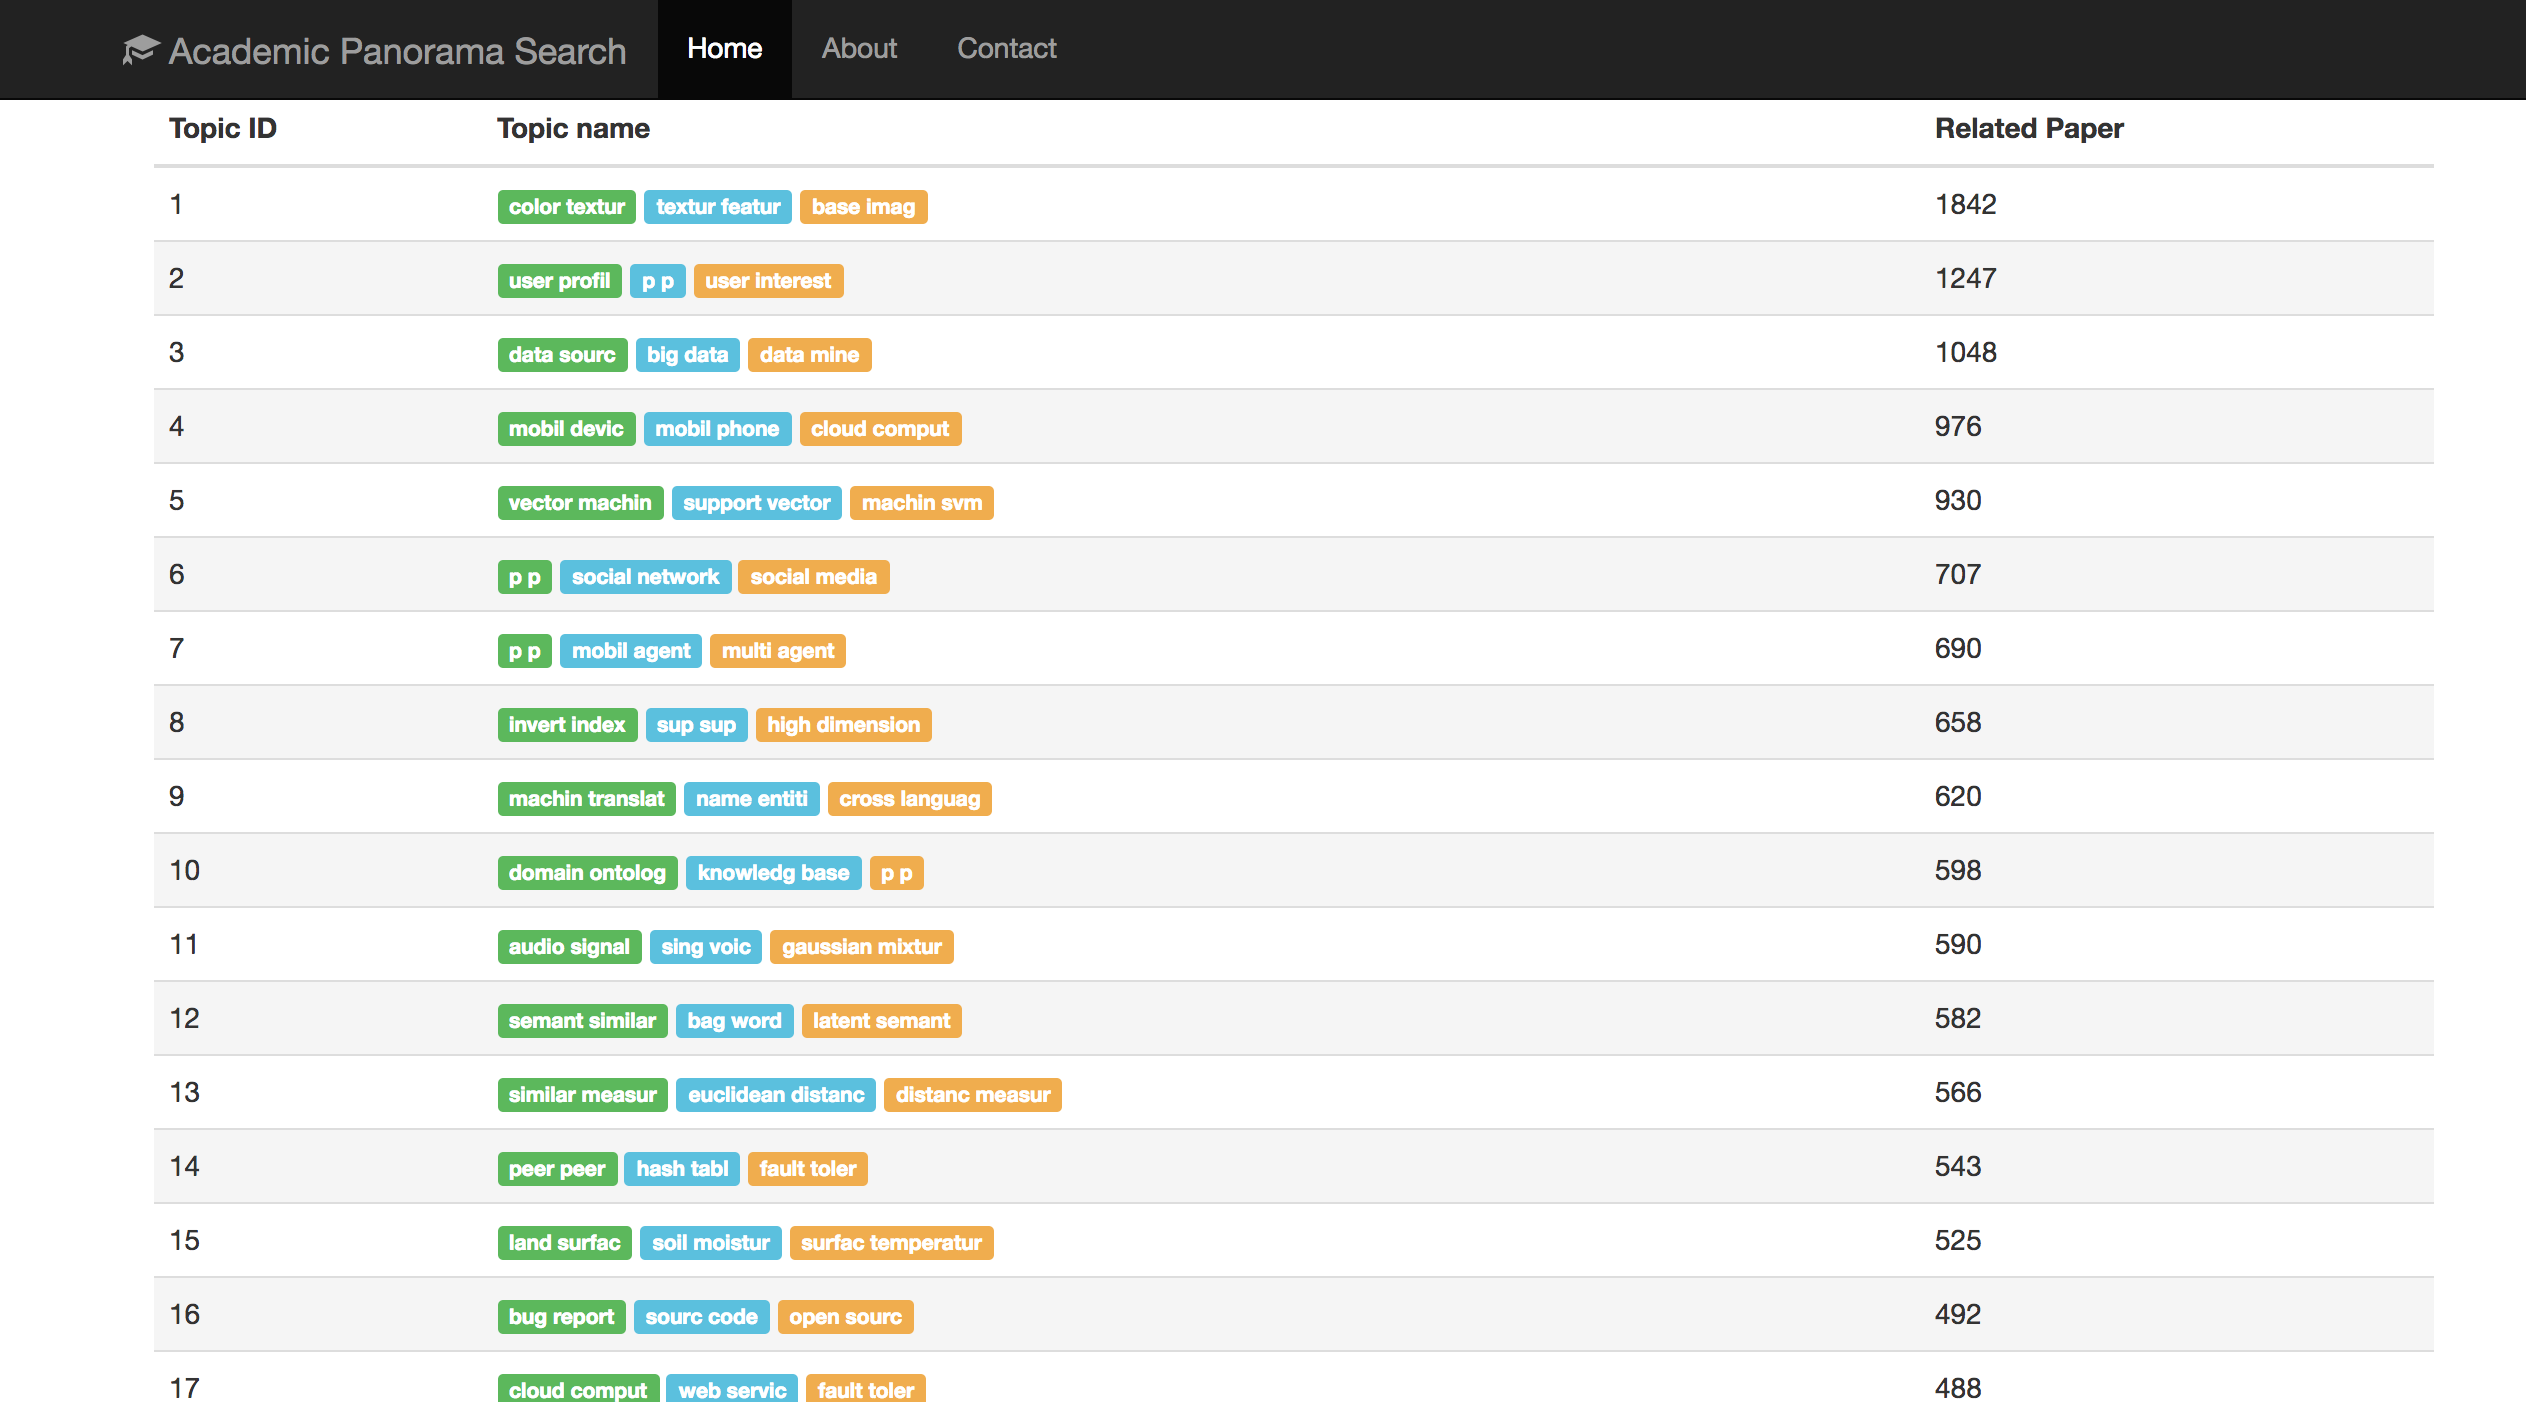 Academic Panorama Search Home About Contact
Topic ID Topic name Related Paper
1 color textur textur featur base imag 1842
2 user profil p p user interest 1247
3 data sourc big data data mine 1048
4 mobil devic mobil phone cloud comput 976
5 vector machin support vector machin svm 930
6 p p social network social media 707
7 p p mobil agent multi agent 690
8 invert index sup sup high dimension 658
9 machin translat name entiti cross languag 620
10 domain ontolog knowledg base p p 598
11 audio signal sing voic gaussian mixtur 590
12 semant similar bag word latent semant 582
13 similar measur euclidean distanc distanc measur 566
14 peer peer hash tabl fault toler 543
15 land surfac soil moistur surfac temperatur 525
16 bug report sourc code open sourc 492
17 cloud comput web servic fault toler 488